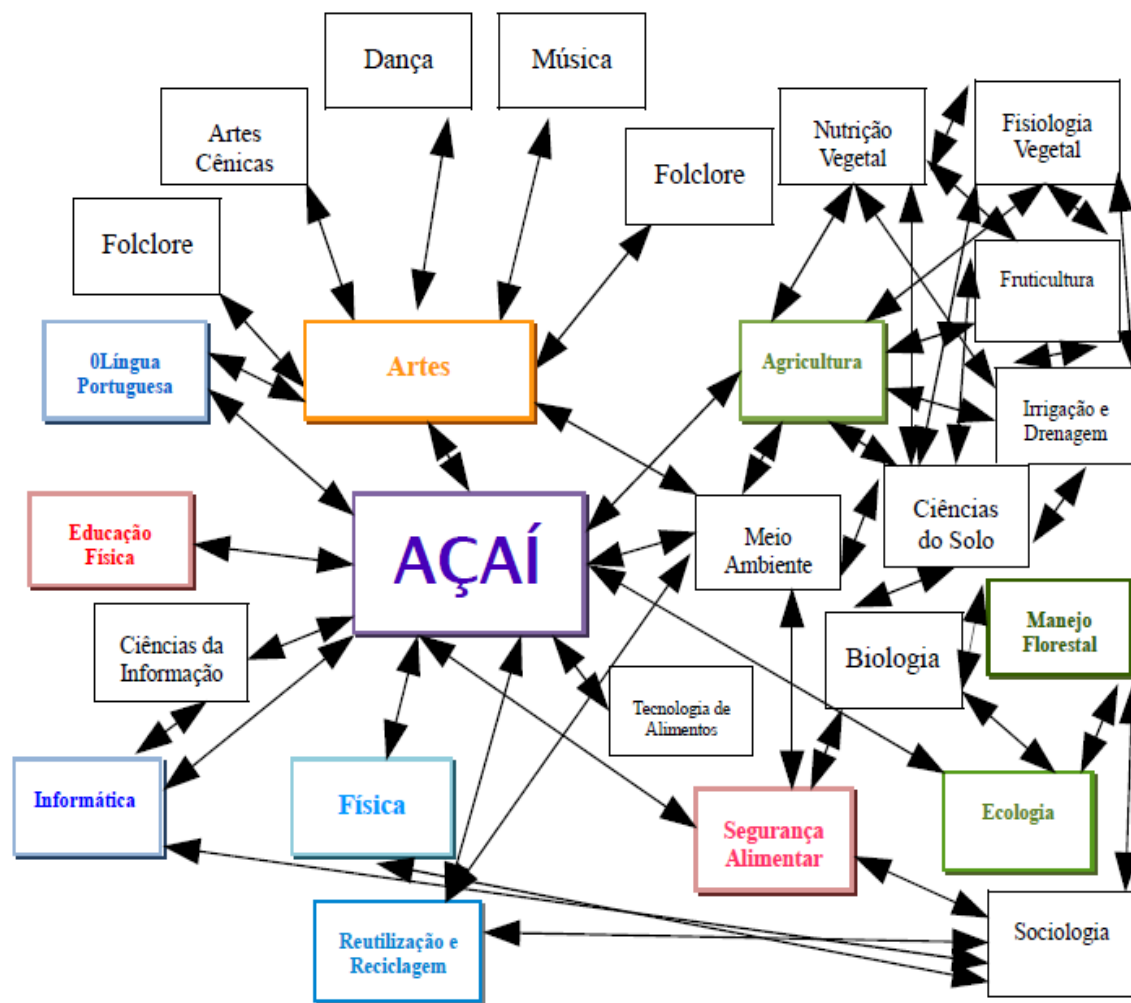 Dança
Música
Artes
Cênicas
Nutrição
Vegetal
Fisiologia
Vegetal
Folclore
Folclore
Fruticultura
0Língua
Portuguesa
Artes
Agricultura
Irrigação e
Drenagem
Educação
Física
AÇAÍ
Meio
Ambiente
Ciências
do Solo
Ciências da
Informação
Biologia
Manejo
Florestal
Tecnologia de
Alimentos
Informática
Física
Segurança
Alimentar
Ecologia
Reutilização e
Reciclagem
Sociologia